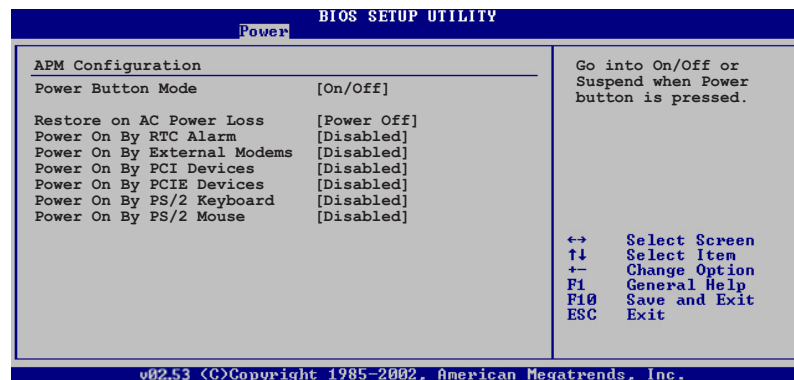 BIOS SETUP UTILITY
Power
APM Configuration
Power Button Mode [On/Off]
Restore on AC Power Loss [Power Off]
Power On By RTC Alarm [Disabled]
Power On By External Modems [Disabled]
Power On By PCI Devices [Disabled]
Power On By PCIE Devices [Disabled]
Power On By PS/2 Keyboard [Disabled]
Power On By PS/2 Mouse [Disabled]
Go into On/Off or
Suspend when Power
button is pressed.
←→ Select Screen
↑↓ Select Item
+- Change Option
F1 General Help
F10 Save and Exit
ESC Exit
v02.53 (C)Copyright 1985-2002, American Megatrends, Inc.